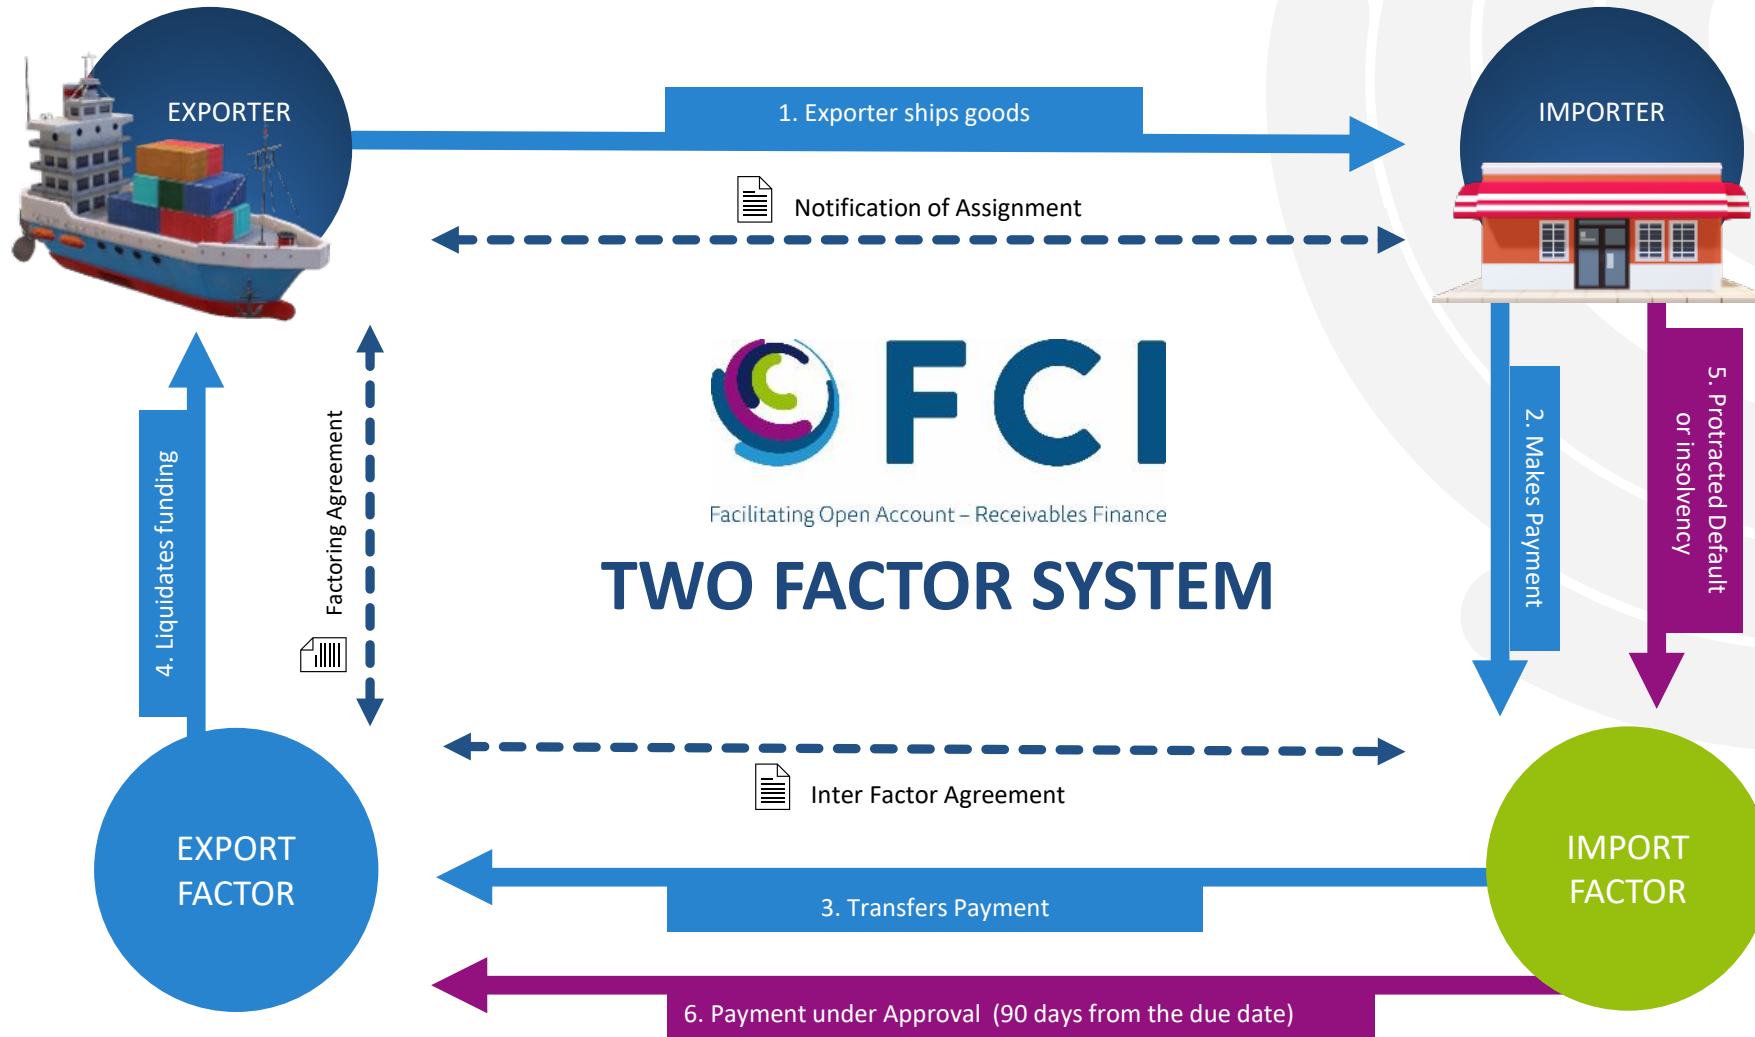 EXPORTER
1. Exporter ships goods
IMPORTER
Notification of Assignment
FCI
Facilitating Open Account – Receivables Finance
TWO FACTOR SYSTEM
4. Liquidates funding
Factoring Agreement
2. Makes Payment
5. Protracted Default
or insolvency
Inter Factor Agreement
EXPORT
FACTOR
IMPORT
FACTOR
3. Transfers Payment
6. Payment under Approval  (90 days from the due date)